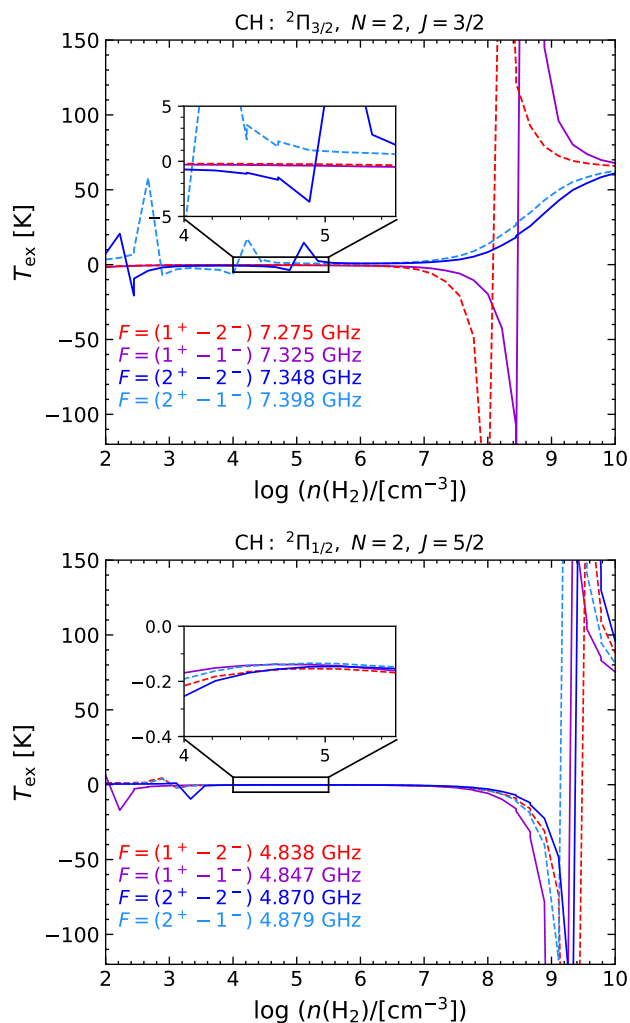 CH: ²Π₃/₂, N=2, J=3/2
150
100
50
0
−50
−100
T_ex [K]
5
0
−5
4
5
F=(1⁺−2⁻) 7.275 GHz
F=(1⁺−1⁻) 7.325 GHz
F=(2⁺−2⁻) 7.348 GHz
F=(2⁺−1⁻) 7.398 GHz
2 3 4 5 6 7 8 9 10
log (n(H₂)/[cm⁻³])
CH: ²Π₁/₂, N=2, J=5/2
150
100
50
0
−50
−100
T_ex [K]
0.0
−0.2
−0.4
4
5
F=(1⁺−2⁻) 4.838 GHz
F=(1⁺−1⁻) 4.847 GHz
F=(2⁺−2⁻) 4.870 GHz
F=(2⁺−1⁻) 4.879 GHz
2 3 4 5 6 7 8 9 10
log (n(H₂)/[cm⁻³])